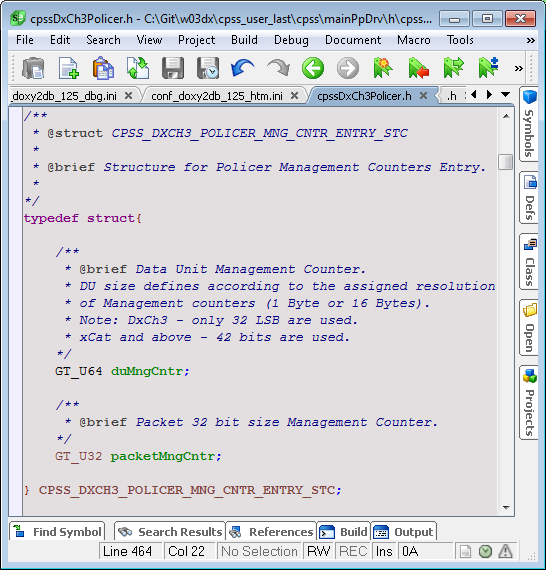 cpssDxCh3Policer.h - C:\Git\w03dx\cpss_user_last\cpss\mainPpDrv\h\cpss...
File Edit Search View Project Build Debug Document Macro Tools »
»
_doxy2db_125_dbg.ini conf_doxy2db_125_htm.ini cpssDxCh3Policer.h .h
/**
* @struct CPSS_DXCH3_POLICER_MNG_CNTR_ENTRY_STC
*
* @brief Structure for Policer Management Counters Entry.
*
*/
typedef struct{
/**
* @brief Data Unit Management Counter.
* DU size defines according to the assigned resolution
* of Management counters (1 Byte or 16 Bytes).
* Note: DxCh3 - only 32 LSB are used.
* xCat and above - 42 bits are used.
*/
GT_U64 duMngCntr;
/**
* @brief Packet 32 bit size Management Counter.
*/
GT_U32 packetMngCntr;
} CPSS_DXCH3_POLICER_MNG_CNTR_ENTRY_STC;
Symbols
Defs
Class
Open
Projects
Find Symbol Search Results References Build Output
Line 464 Col 22 No Selection RW REC Ins 0A